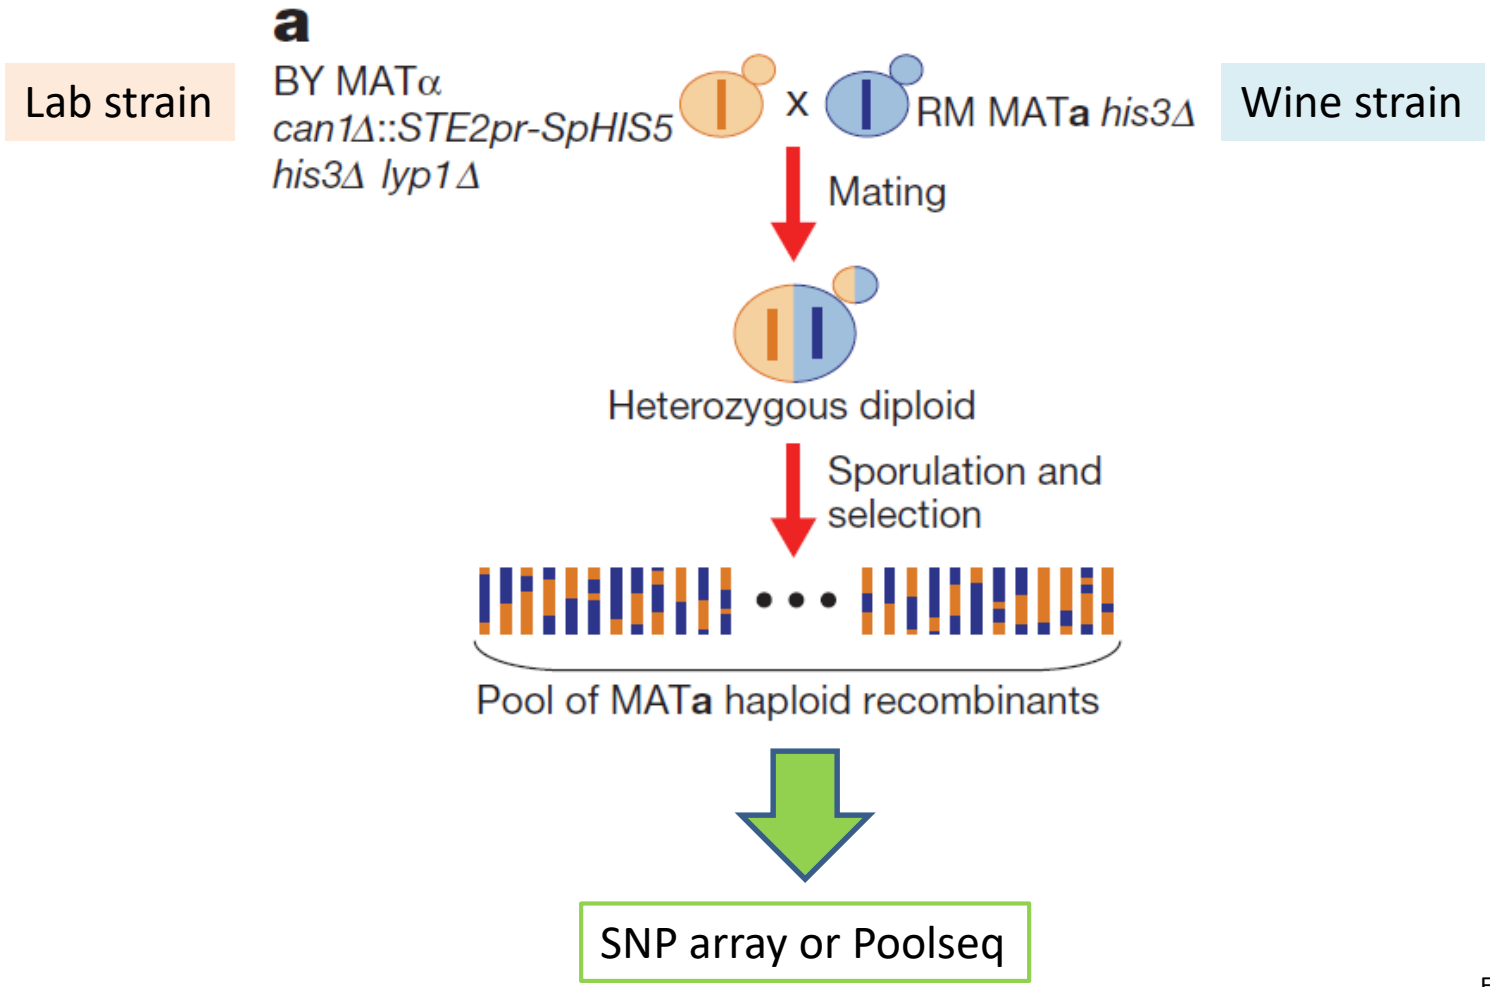 a
Lab strain
BY MATα
can1Δ::STE2pr-SpHIS5
his3Δ lyp1Δ
x
RM MATa his3Δ
Wine strain
Mating
Heterozygous diploid
Sporulation and
selection
Pool of MATa haploid recombinants
SNP array or Poolseq